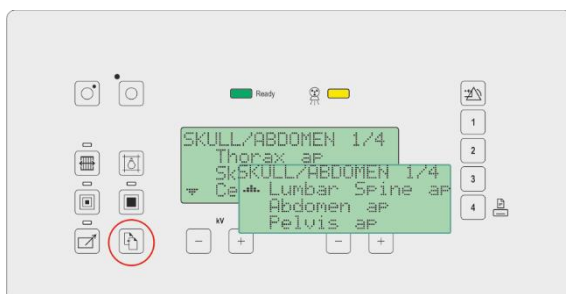 Ready
SKULL/ABDOMEN 1/4
Thorax ap
Sk
Ce
SKULL/ABDOMEN 1/4
Lumbar Spine ap
Abdomen ap
Pelvis ap
kV
- + - +
1
2
3
4